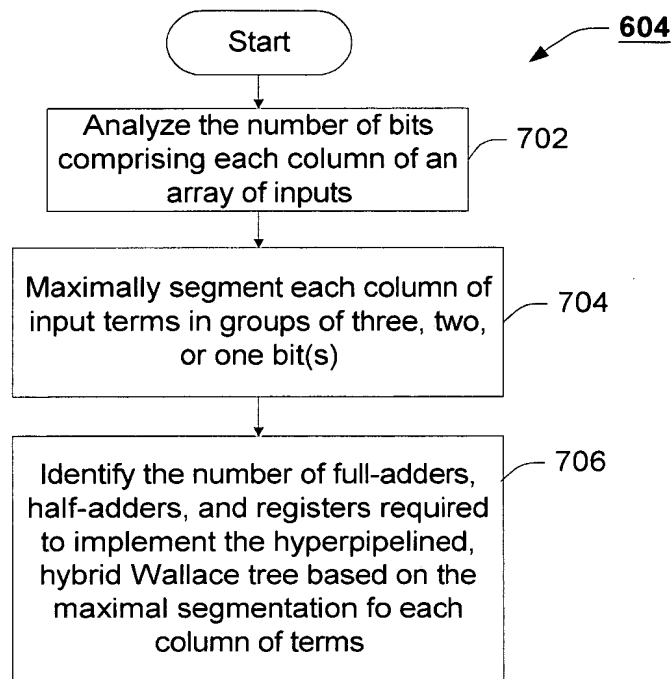 Start
604
Analyze the number of bits
comprising each column of an
array of inputs
702
Maximally segment each column of
input terms in groups of three, two,
or one bit(s)
704
Identify the number of full-adders,
half-adders, and registers required
to implement the hyperpipelined,
hybrid Wallace tree based on the
maximal segmentation fo each
column of terms
706